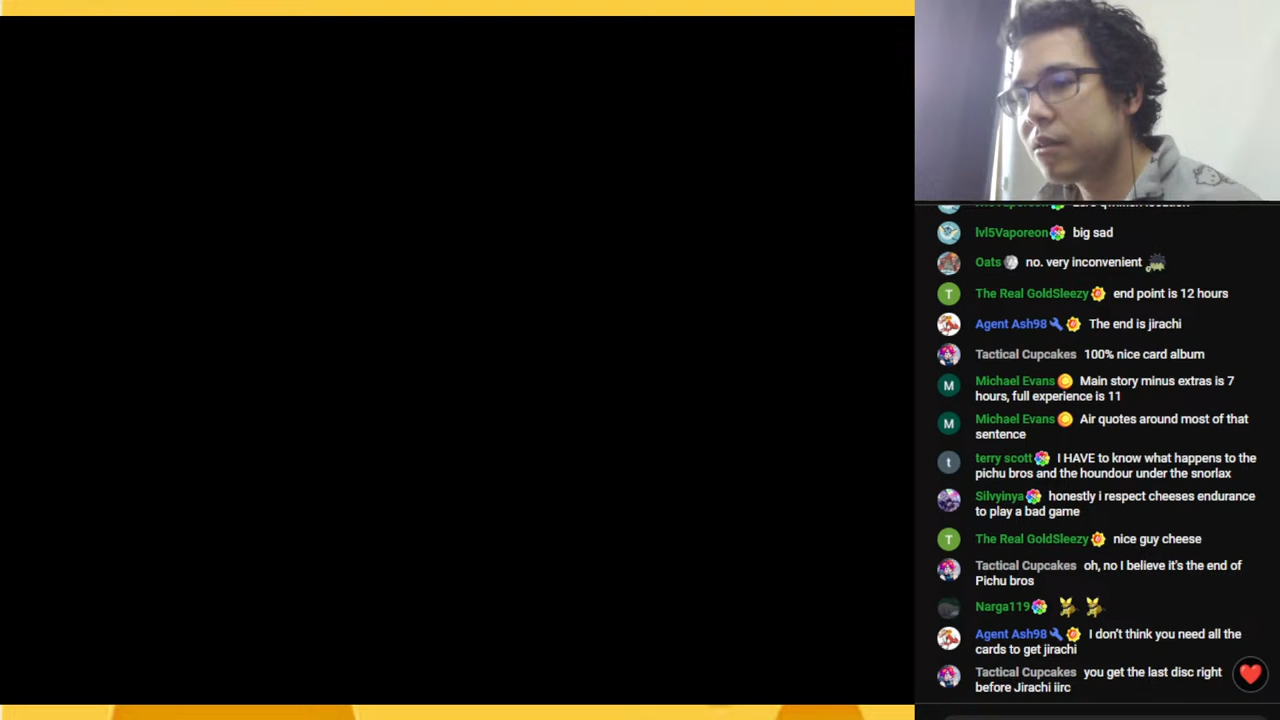 lvl5Vaporeon big sad
Oats no. very inconvenient
T The Real GoldSleezy end point is 12 hours
Agent Ash98 The end is jirachi
Tactical Cupcakes 100% nice card album
M Michael Evans Main story minus extras is 7
hours, full experience is 11
M Michael Evans Air quotes around most of that
sentence
t terry scott I HAVE to know what happens to the
pichu bros and the houndour under the snorlax
Silvyinya honestly i respect cheeses endurance
to play a bad game
T The Real GoldSleezy nice guy cheese
Tactical Cupcakes oh, no I believe it's the end of
Pichu bros
Narga119
Agent Ash98 I don't think you need all the
cards to get jirachi
Tactical Cupcakes you get the last disc right
before Jirachi iirc